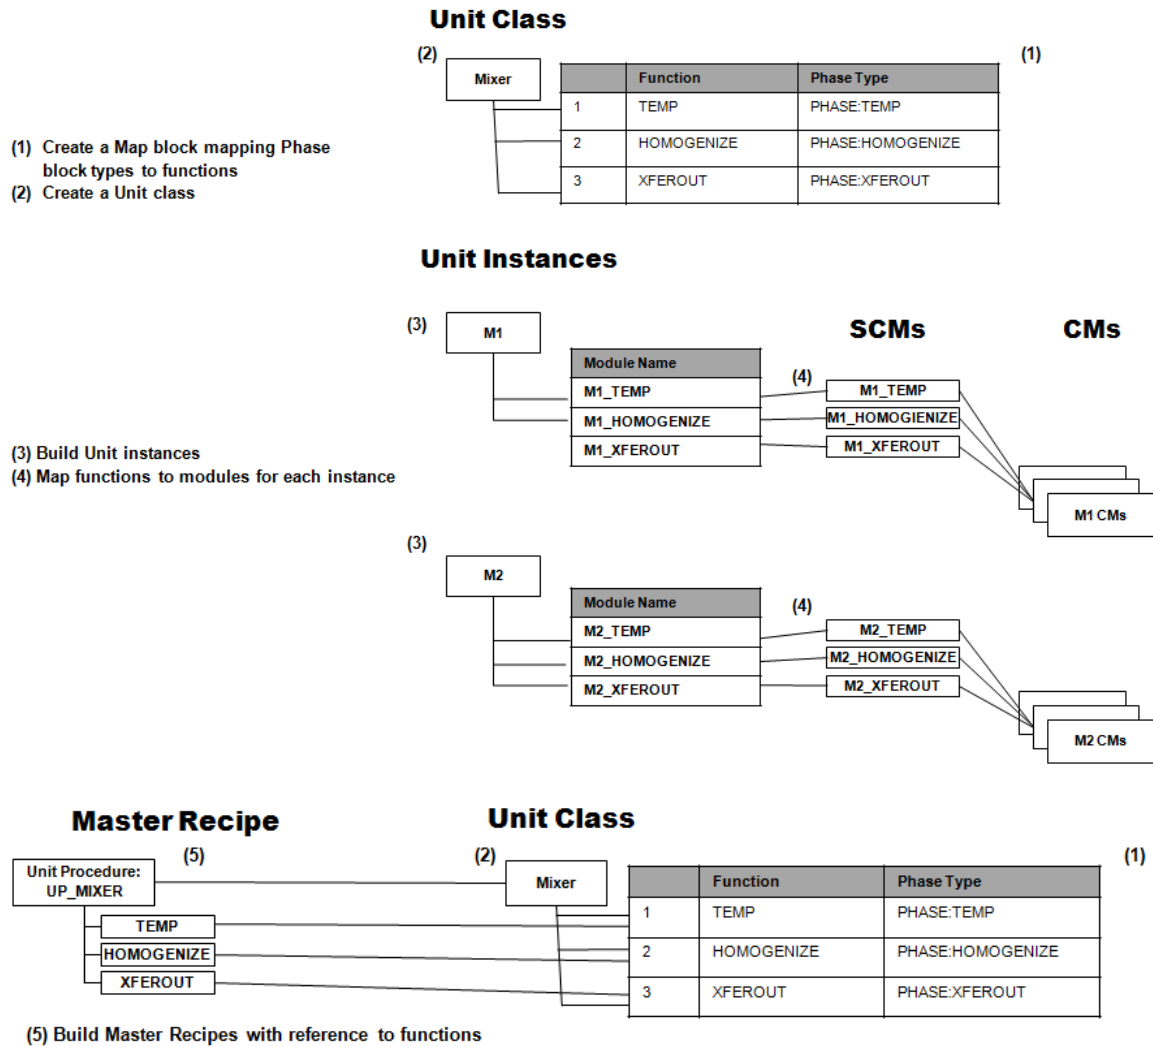 Unit Class
(2)
(1)
Mixer
Function Phase Type
1 TEMP PHASE:TEMP
2 HOMOGENIZE PHASE:HOMOGENIZE
3 XFEROUT PHASE:XFEROUT
(1) Create a Map block mapping Phase
block types to functions
(2) Create a Unit class
Unit Instances
(3)
M1
SCMs
CMs
Module Name
(4)
M1_TEMP
M1_HOMOGENIZE
M1_XFEROUT
M1_TEMP
M1_HOMOGIENIZE
M1_XFEROUT
M1 CMs
(3) Build Unit instances
(4) Map functions to modules for each instance
(3)
M2
Module Name
(4)
M2_TEMP
M2_HOMOGENIZE
M2_XFEROUT
M2_TEMP
M2_HOMOGENIZE
M2_XFEROUT
M2 CMs
Master Recipe
Unit Class
(5)
(2)
(1)
Unit Procedure:
UP_MIXER
TEMP
HOMOGENIZE
XFEROUT
Mixer
Function Phase Type
1 TEMP PHASE:TEMP
2 HOMOGENIZE PHASE:HOMOGENIZE
3 XFEROUT PHASE:XFEROUT
(5) Build Master Recipes with reference to functions